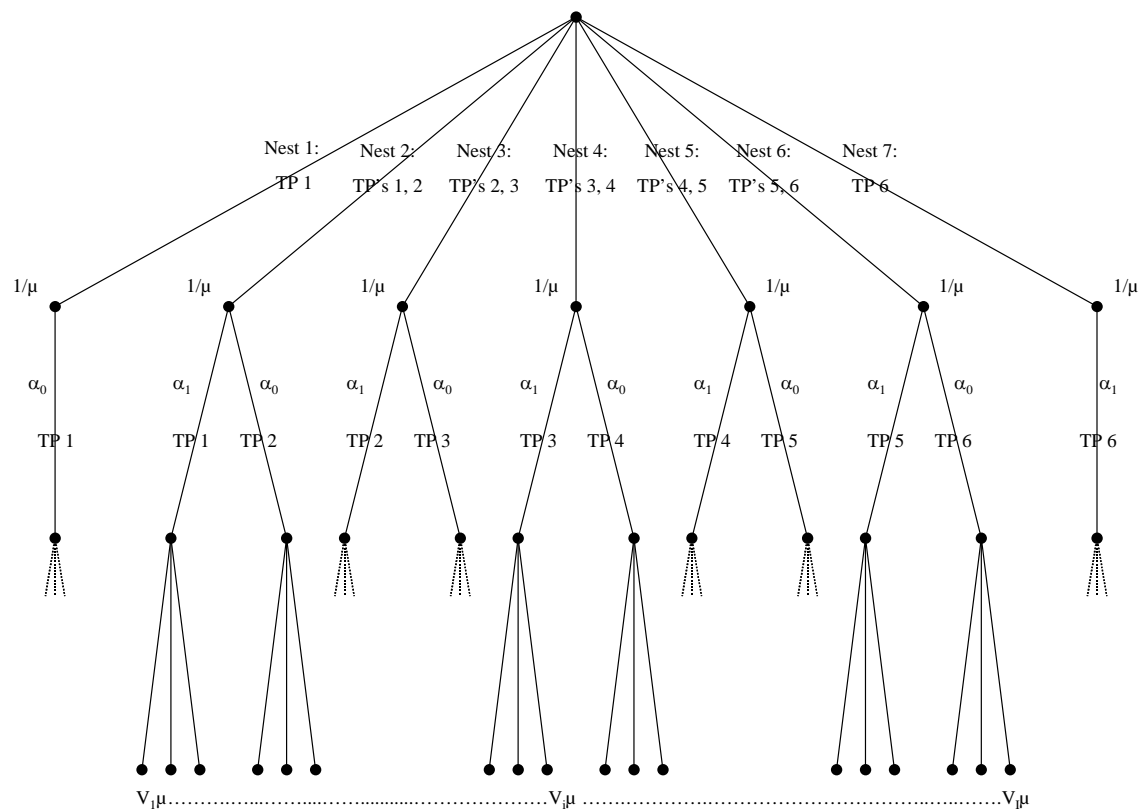 Nest 1: Nest 2: Nest 3: Nest 4: Nest 5: Nest 6: Nest 7:
TP 1 TP's 1, 2 TP's 2, 3 TP's 3, 4 TP's 4, 5 TP's 5, 6 TP 6
1/μ 1/μ 1/μ 1/μ 1/μ 1/μ 1/μ
α₀ α₁ α₀ α₁ α₀ α₁ α₀ α₁ α₀ α₁ α₀ α₁
TP 1 TP 1 TP 2 TP 2 TP 3 TP 3 TP 4 TP 4 TP 5 TP 5 TP 6 TP 6
V₁μ……………………………………………Vⱼμ ……………………………………………V_Jμ